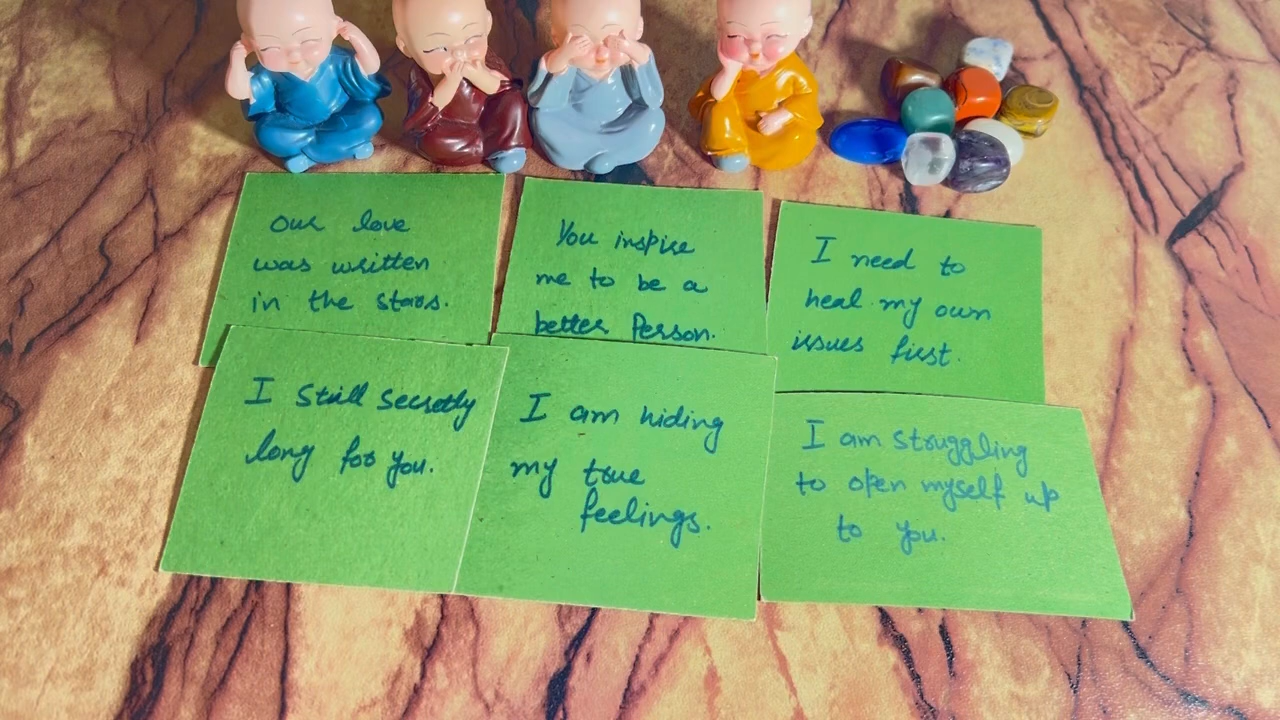 Our love
was written
in the stars.
You inspire
me to be a
better Person.
I need to
heal my own
issues first.
I still secretly
long for you.
I am hiding
my true
feelings.
I am struggling
to open myself up
to you.